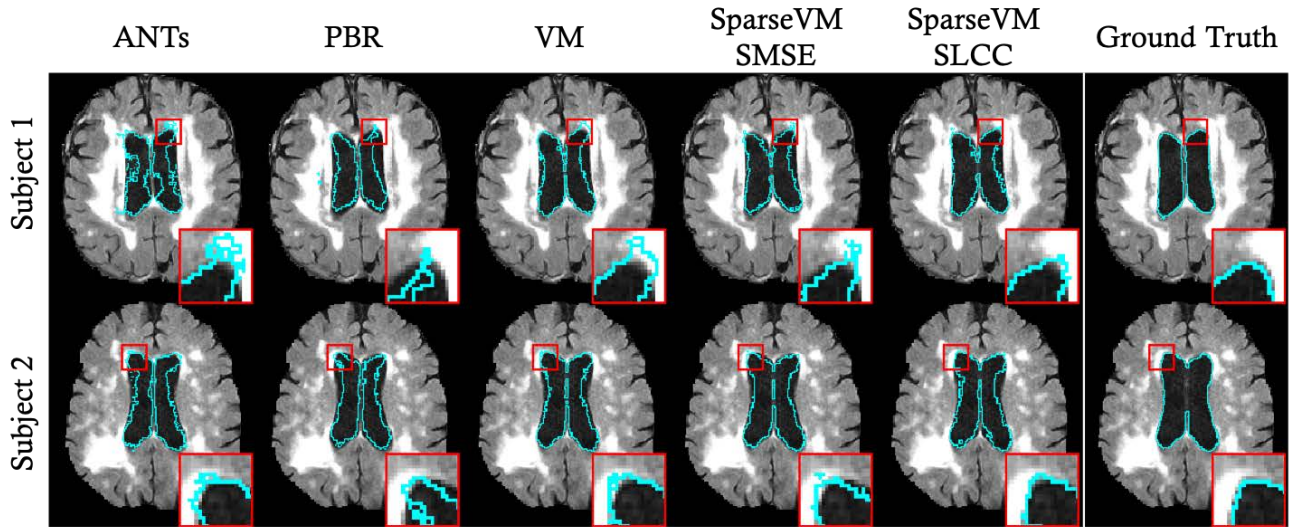 ANTs
PBR
VM
SparseVM
SMSE
SparseVM
SLCC
Ground Truth
Subject 1
Subject 2